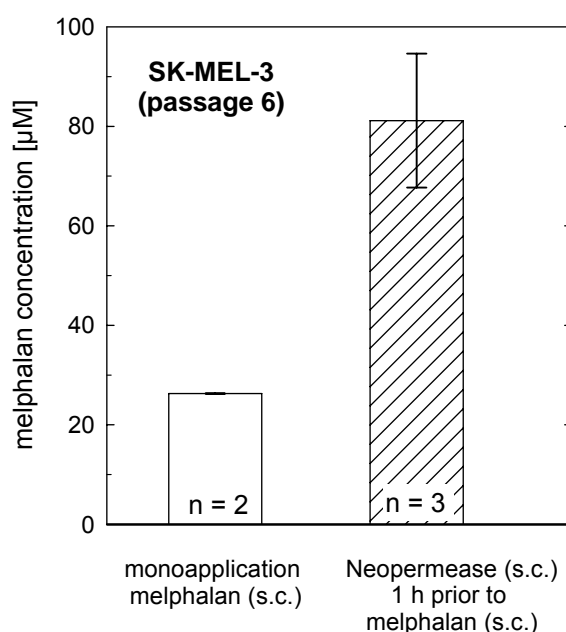 100
80
60
40
20
0
melphalan concentration [µM]
SK-MEL-3
(passage 6)
n = 2
n = 3
monoapplication
melphalan (s.c.)
Neopermease (s.c.)
1 h prior to
melphalan (s.c.)